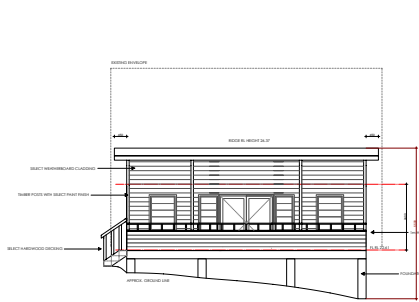 EXISTING ENVELOPE
RIDGE RL HEIGHT 26.37
SELECT WEATHERBOARD CLADDING
TIMBER POSTS WITH SELECT PAINT FINISH
SELECT HARDWOOD DECKING
APPROX. GROUND LINE